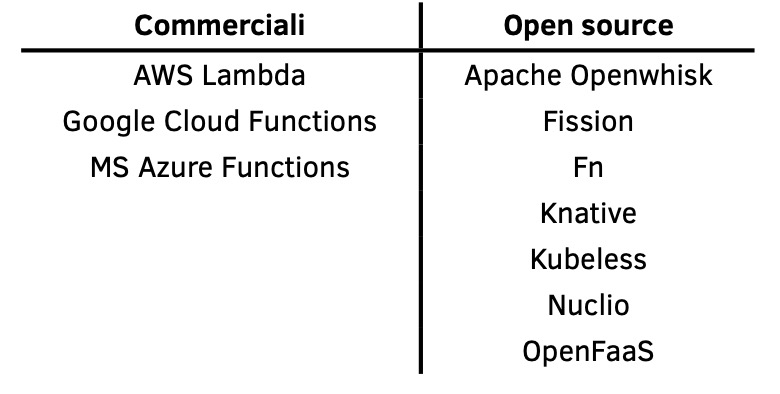 Commerciali Open source
AWS Lambda Apache Openwhisk
Google Cloud Functions Fission
MS Azure Functions Fn
Knative
Kubeless
Nuclio
OpenFaaS